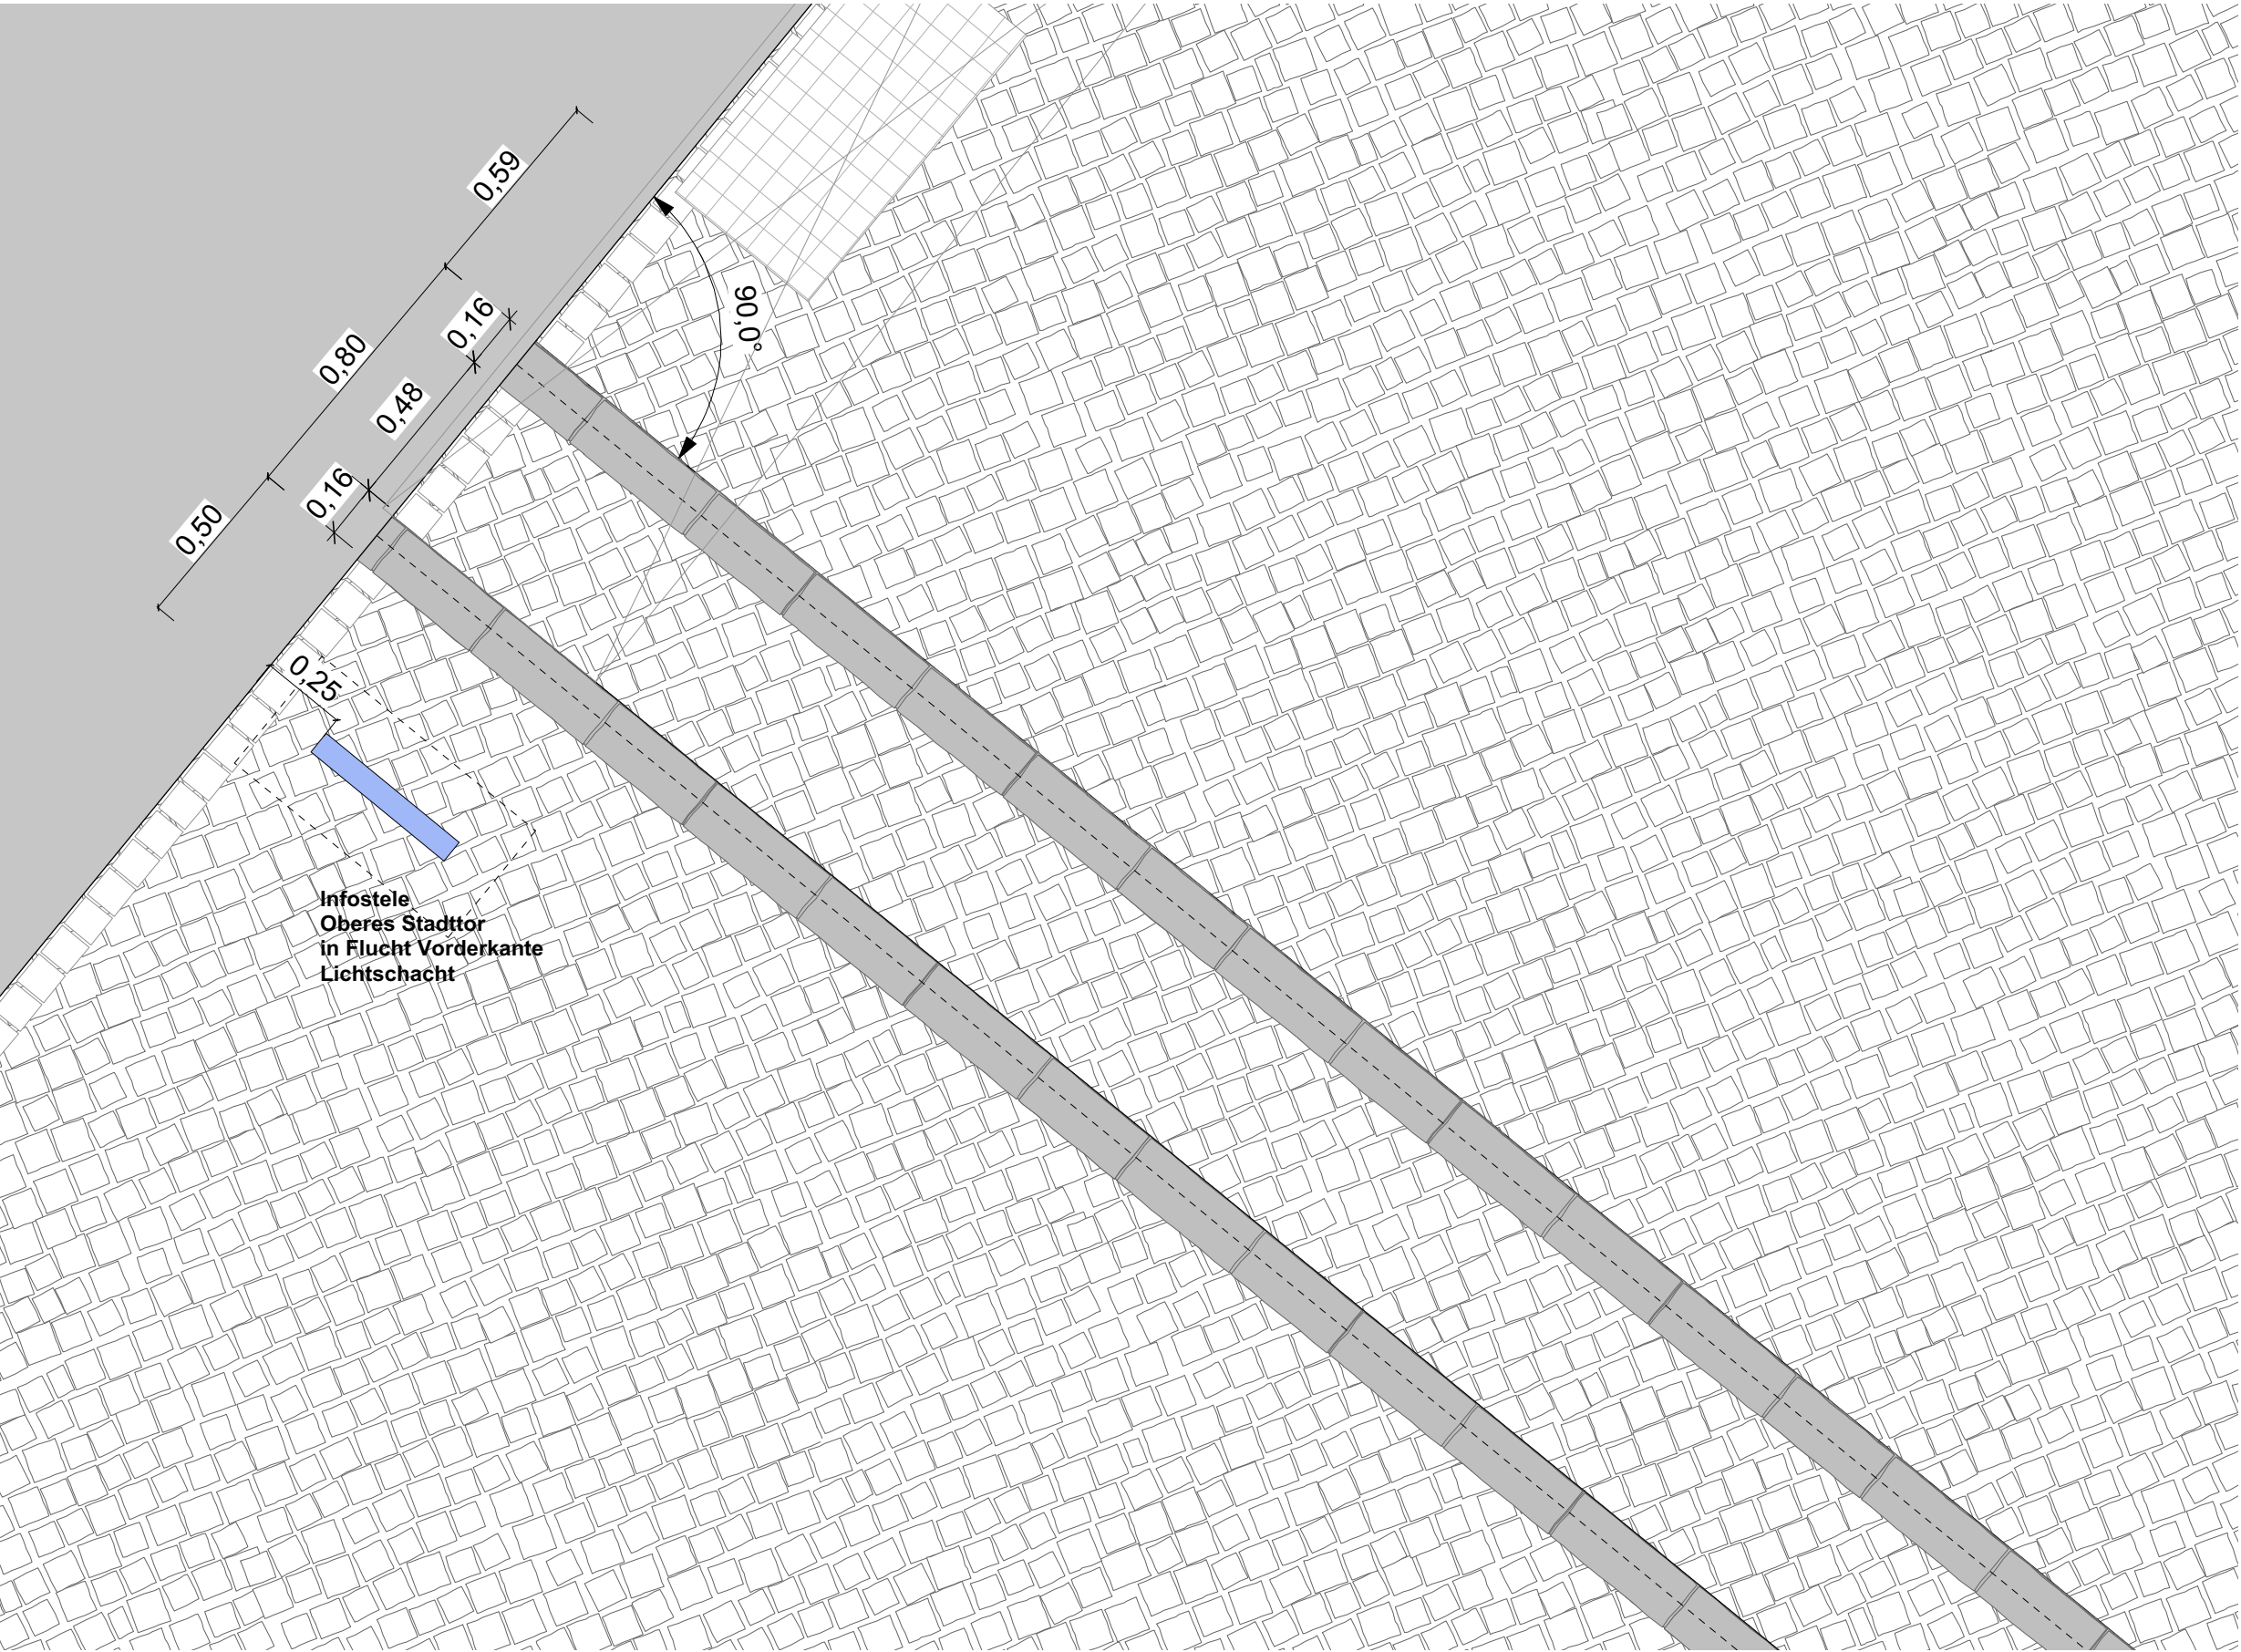 0,59
0,16
0,80
90,0°
0,48
0,16
0,50
0,25
Infostele
Oberes Stadttor
in Flucht Vorderkante
Lichtschacht